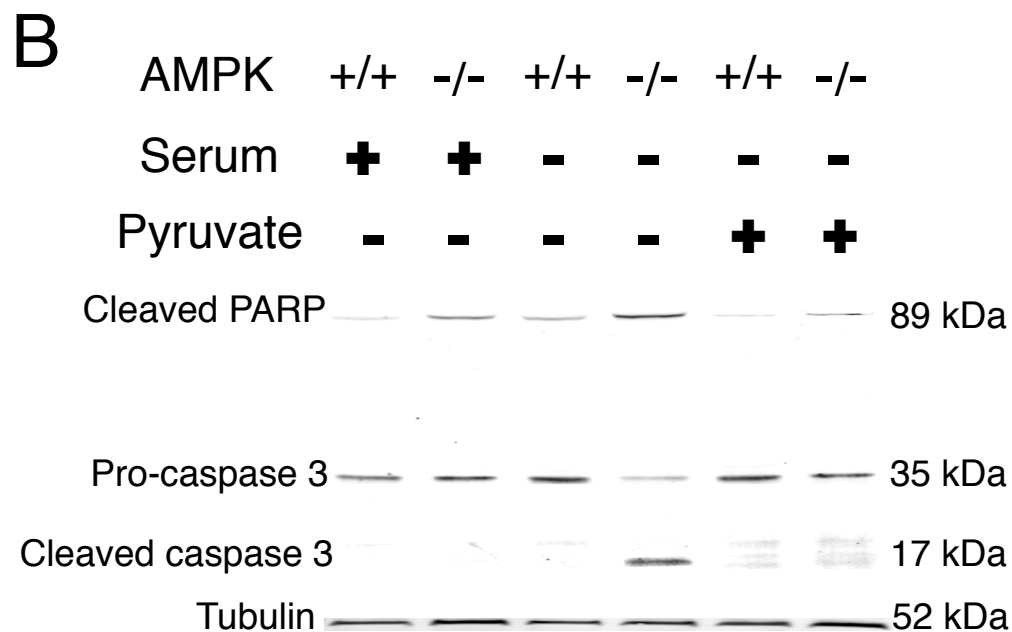 B
AMPK +/+ -/- +/+ -/- +/+ -/-
Serum + + - - - -
Pyruvate - - - - + +
Cleaved PARP 89 kDa
Pro-caspase 3 35 kDa
Cleaved caspase 3 17 kDa
Tubulin 52 kDa